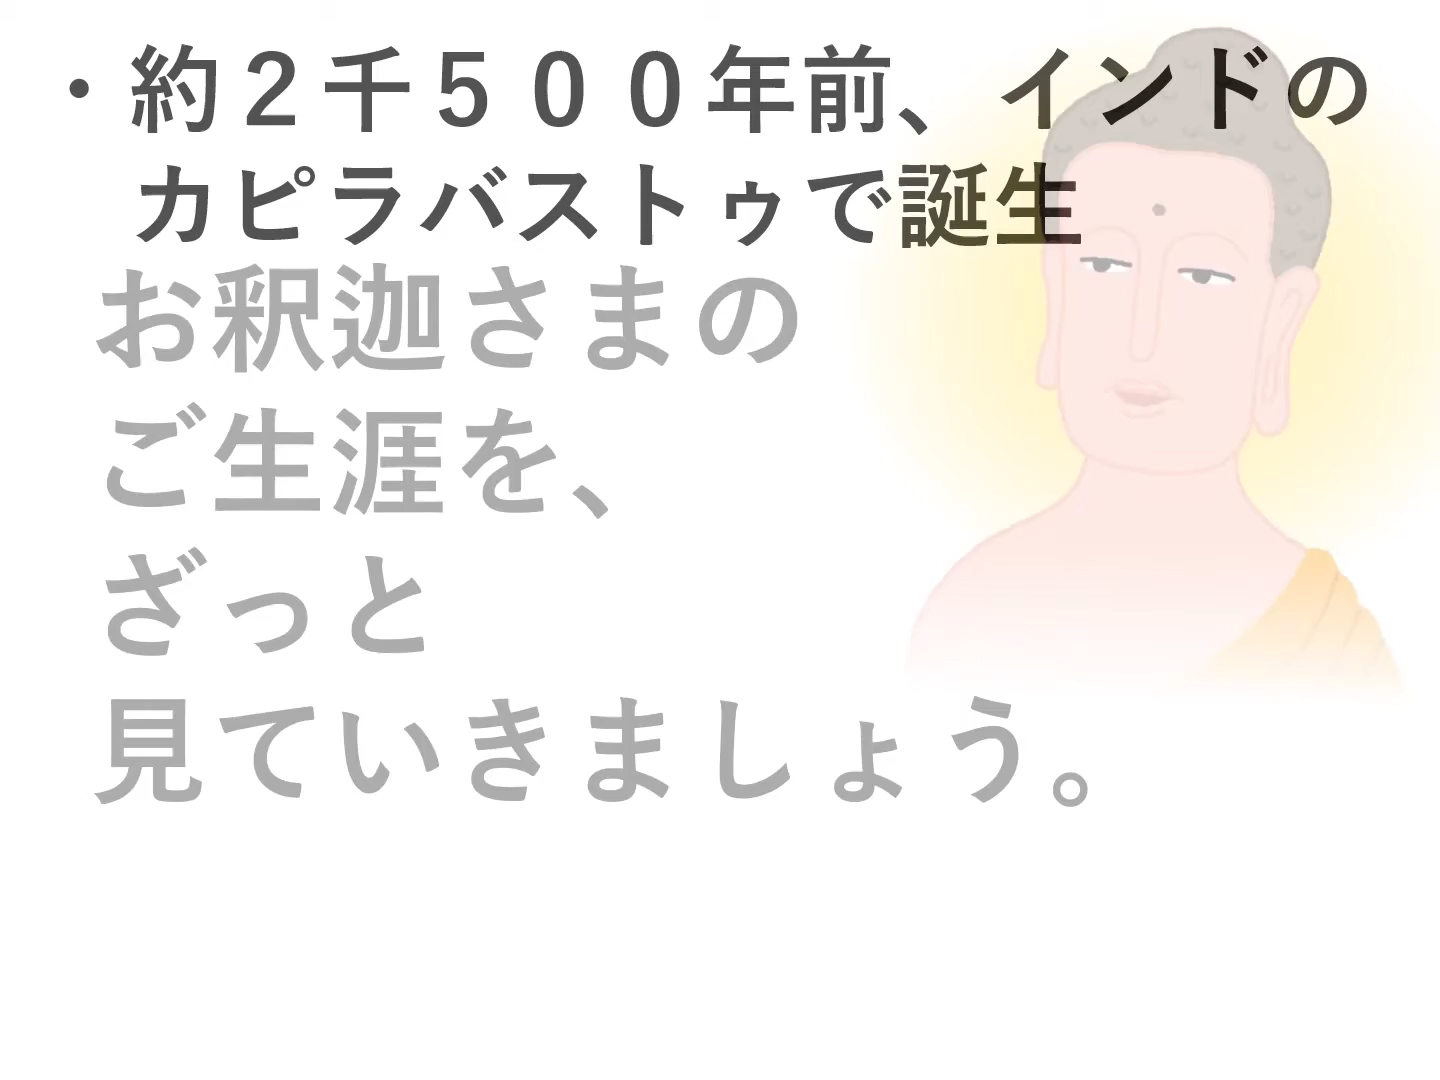 ・約２千５００年前、インドの
カピラバストゥで誕生
お釈迦さまの
ご生涯を、
ざっと
見ていきましょう。